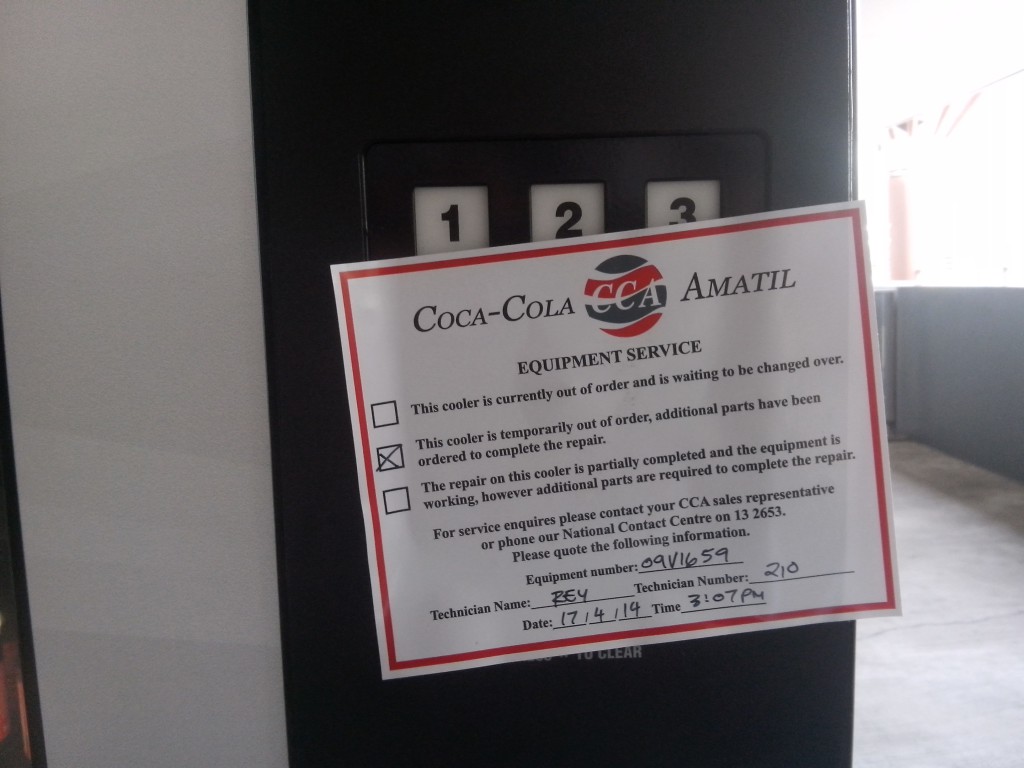 1 2 3
COCA-COLA CCA AMATIL
EQUIPMENT SERVICE
This cooler is currently out of order and is waiting to be changed over.
This cooler is temporarily out of order, additional parts have been
ordered to complete the repair.
The repair on this cooler is partially completed and the equipment is
working, however additional parts are required to complete the repair.
For service enquires please contact your CCA sales representative
or phone our National Contact Centre on 13 2653.
Please quote the following information.
Equipment number: 09V1659
Technician Name: REY Technician Number: 210
Date: 17/4/14 Time 3:07PM
TO CLEAR